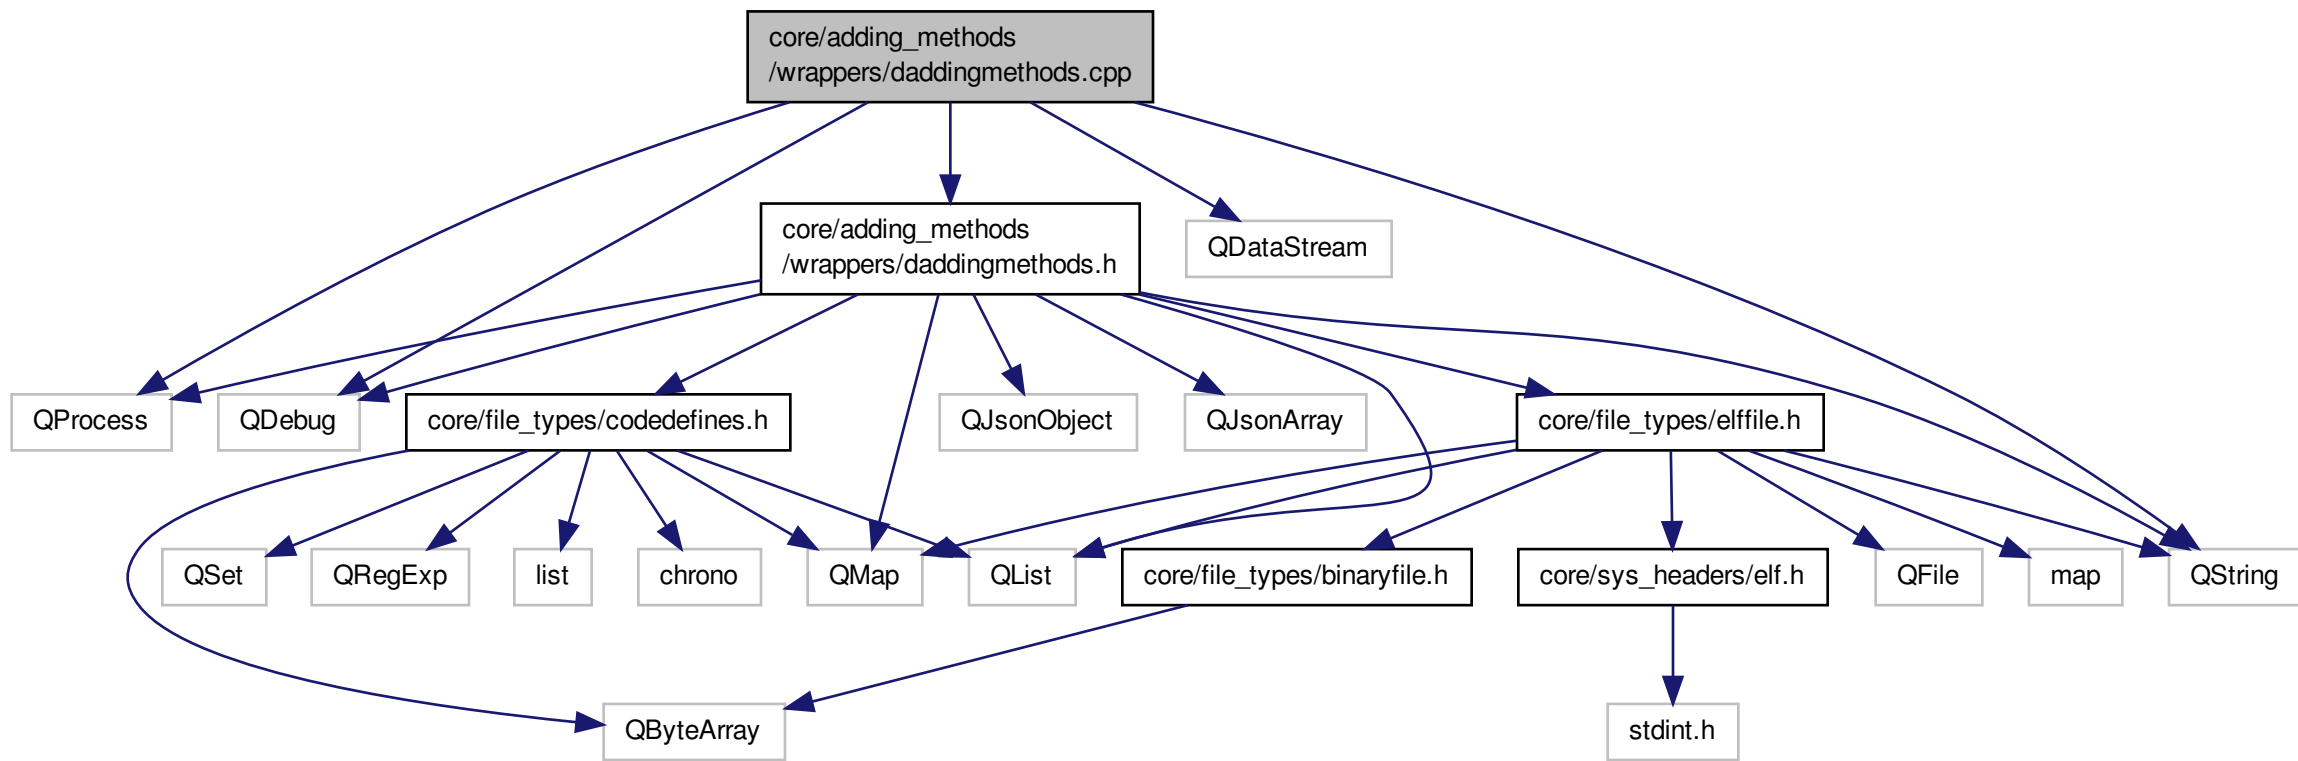 core/adding_methods
/wrappers/daddingmethods.cpp
core/adding_methods
/wrappers/daddingmethods.h
QDataStream
QProcess
QDebug
core/file_types/codedefines.h
QJsonObject
QJsonArray
core/file_types/elffile.h
QSet
QRegExp
list
chrono
QMap
QList
core/file_types/binaryfile.h
core/sys_headers/elf.h
QFile
map
QString
QByteArray
stdint.h